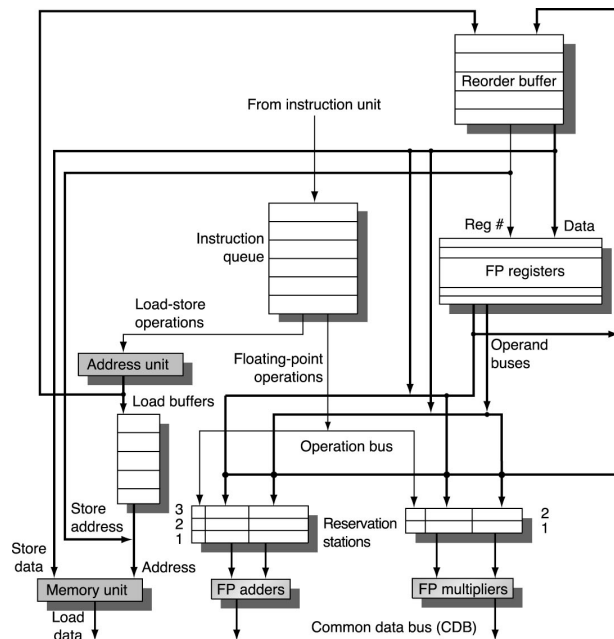 Reorder buffer
From instruction unit
Reg #
Data
Instruction
queue
FP registers
Load-store
operations
Operand
buses
Address unit
Floating-point
operations
Load buffers
Operation bus
3
2
1
Reservation
stations
2
1
Store
address
Store
data
Address
Memory unit
FP adders
FP multipliers
Load
data
Common data bus (CDB)